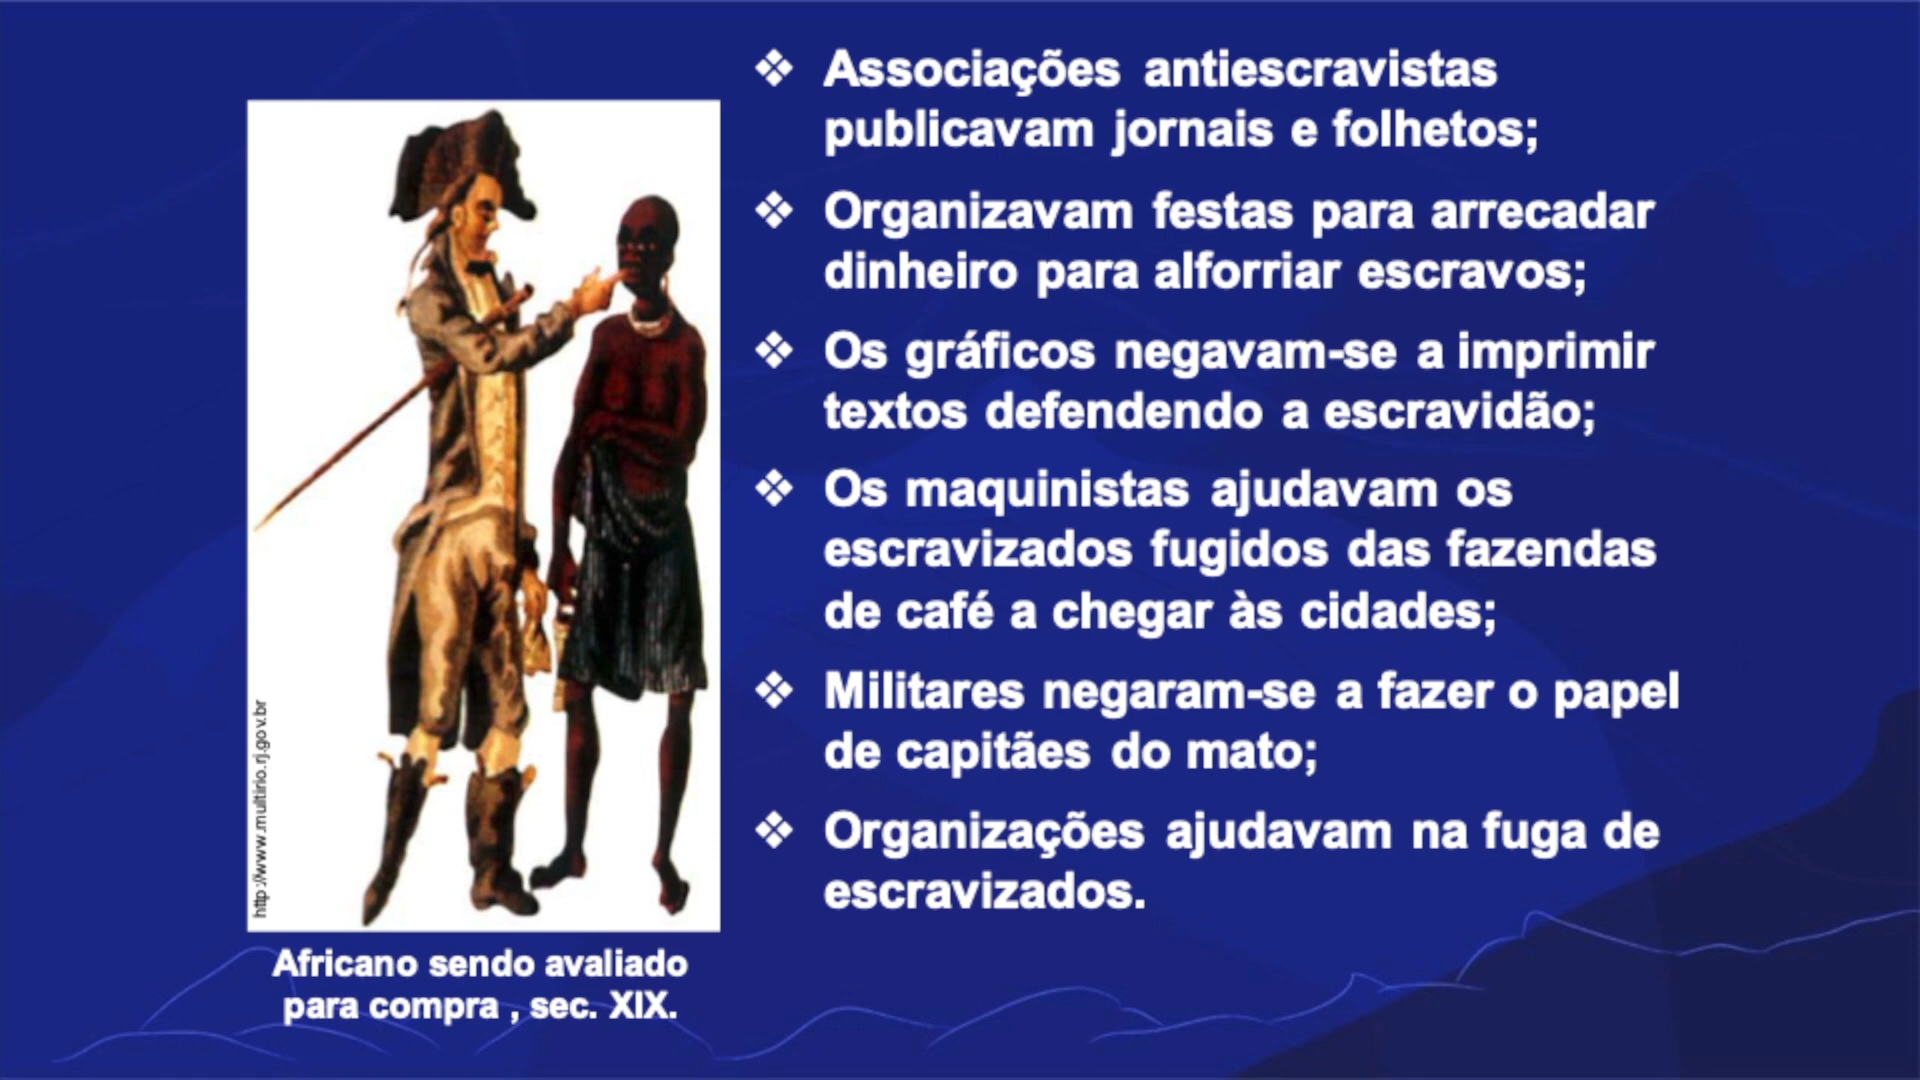 ❖ Associações antiescravistas
publicavam jornais e folhetos;
❖ Organizavam festas para arrecadar
dinheiro para alforriar escravos;
❖ Os gráficos negavam-se a imprimir
textos defendendo a escravidão;
❖ Os maquinistas ajudavam os
escravizados fugidos das fazendas
de café a chegar às cidades;
❖ Militares negaram-se a fazer o papel
de capitães do mato;
❖ Organizações ajudavam na fuga de
escravizados.
http://www.multirio.rj.gov.br
Africano sendo avaliado
para compra , sec. XIX.